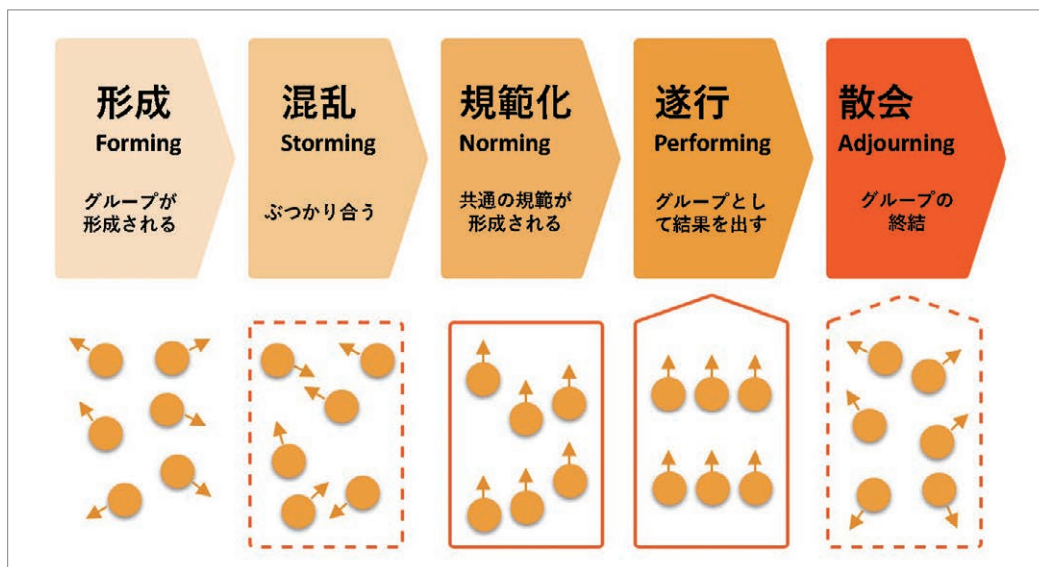 形成
Forming
グループが
形成される
混乱
Storming
ぶつかり合う
規範化
Norming
共通の規範が
形成される
遂行
Performing
グループとし
て結果を出す
散会
Adjourning
グループの
終結